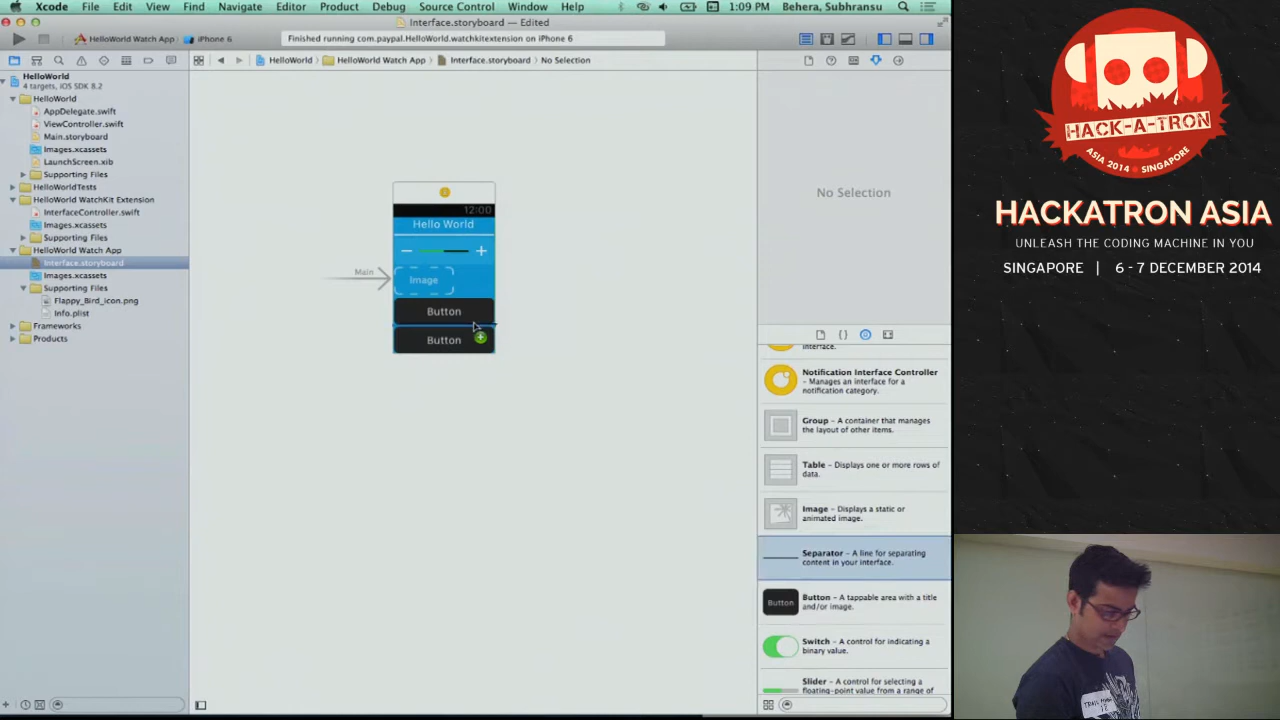 Xcode File Edit View Find Navigate Editor Product Debug Source Control Window Help 1:09 PM Behera, Subhransu
Interface.storyboard — Edited
HelloWorld Watch App iPhone 6
Finished running com.paypal.HelloWorld.watchkitextension on iPhone 6
HelloWorld HelloWorld Watch App Interface.storyboard No Selection
HelloWorld
4 targets, iOS SDK 8.2
HelloWorld
AppDelegate.swift
ViewController.swift
Main.storyboard
Images.xcassets
LaunchScreen.xib
Supporting Files
HelloWorldTests
HelloWorld WatchKit Extension
InterfaceController.swift
Images.xcassets
Supporting Files
HelloWorld Watch App
Interface.storyboard
Images.xcassets
Supporting Files
Flappy_Bird_icon.png
Info.plist
Frameworks
Products
12:00
Hello World
Main
Image
Button
Button
No Selection
interface.
Notification Interface Controller
– Manages an interface for a
notification category.
Group – A container that manages
the layout of other items.
Table – Displays one or more rows of
data.
Image – Displays a static or
animated image.
Separator – A line for separating
content in your interface.
Button
Button – A tappable area with a title
and/or image.
Switch – A control for indicating a
binary value.
Slider – A control for selecting a
floating-point value from a range of
HACK-A-TRON
ASIA 2014 SINGAPORE
HACKATRON ASIA
UNLEASH THE CODING MACHINE IN YOU
SINGAPORE | 6 - 7 DECEMBER 2014